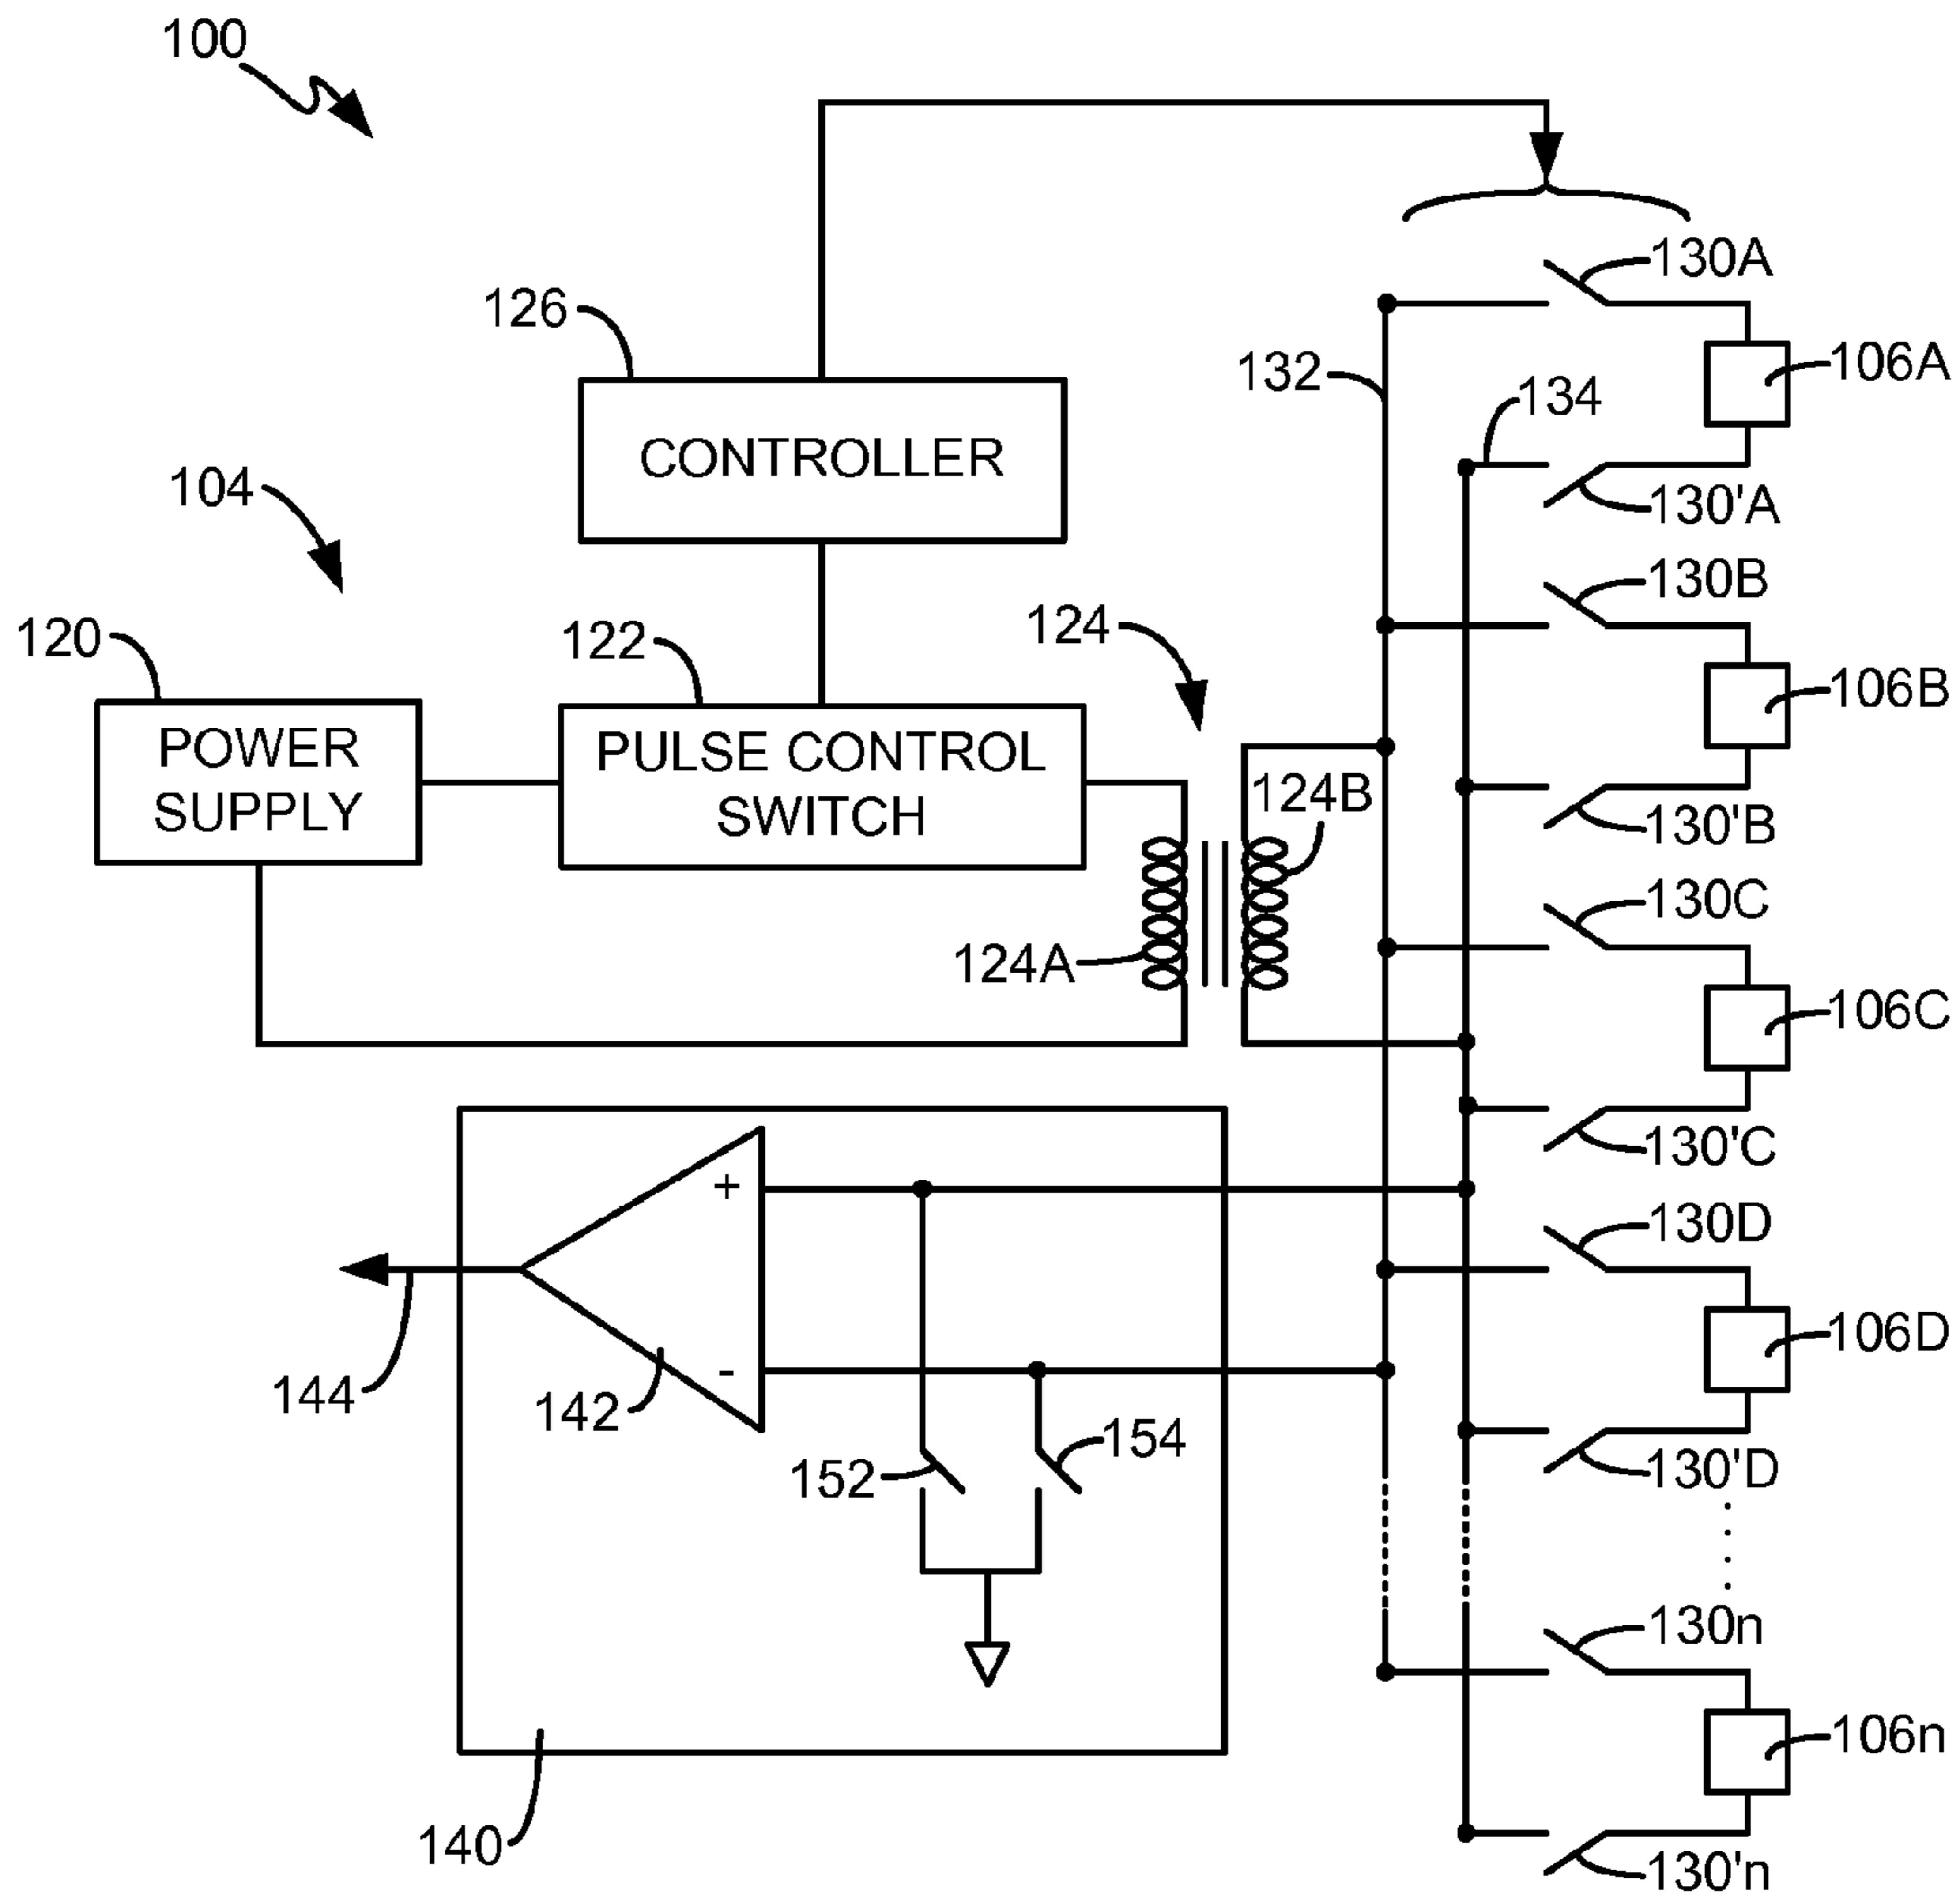 100
130A
126
132
106A
134
CONTROLLER
104
130'A
130B
124
120
122
106B
POWER
SUPPLY
PULSE CONTROL
SWITCH
124B
130'B
130C
124A
106C
130'C
+
130D
106D
-
144
142
154
152
130'D
130n
106n
140
130'n